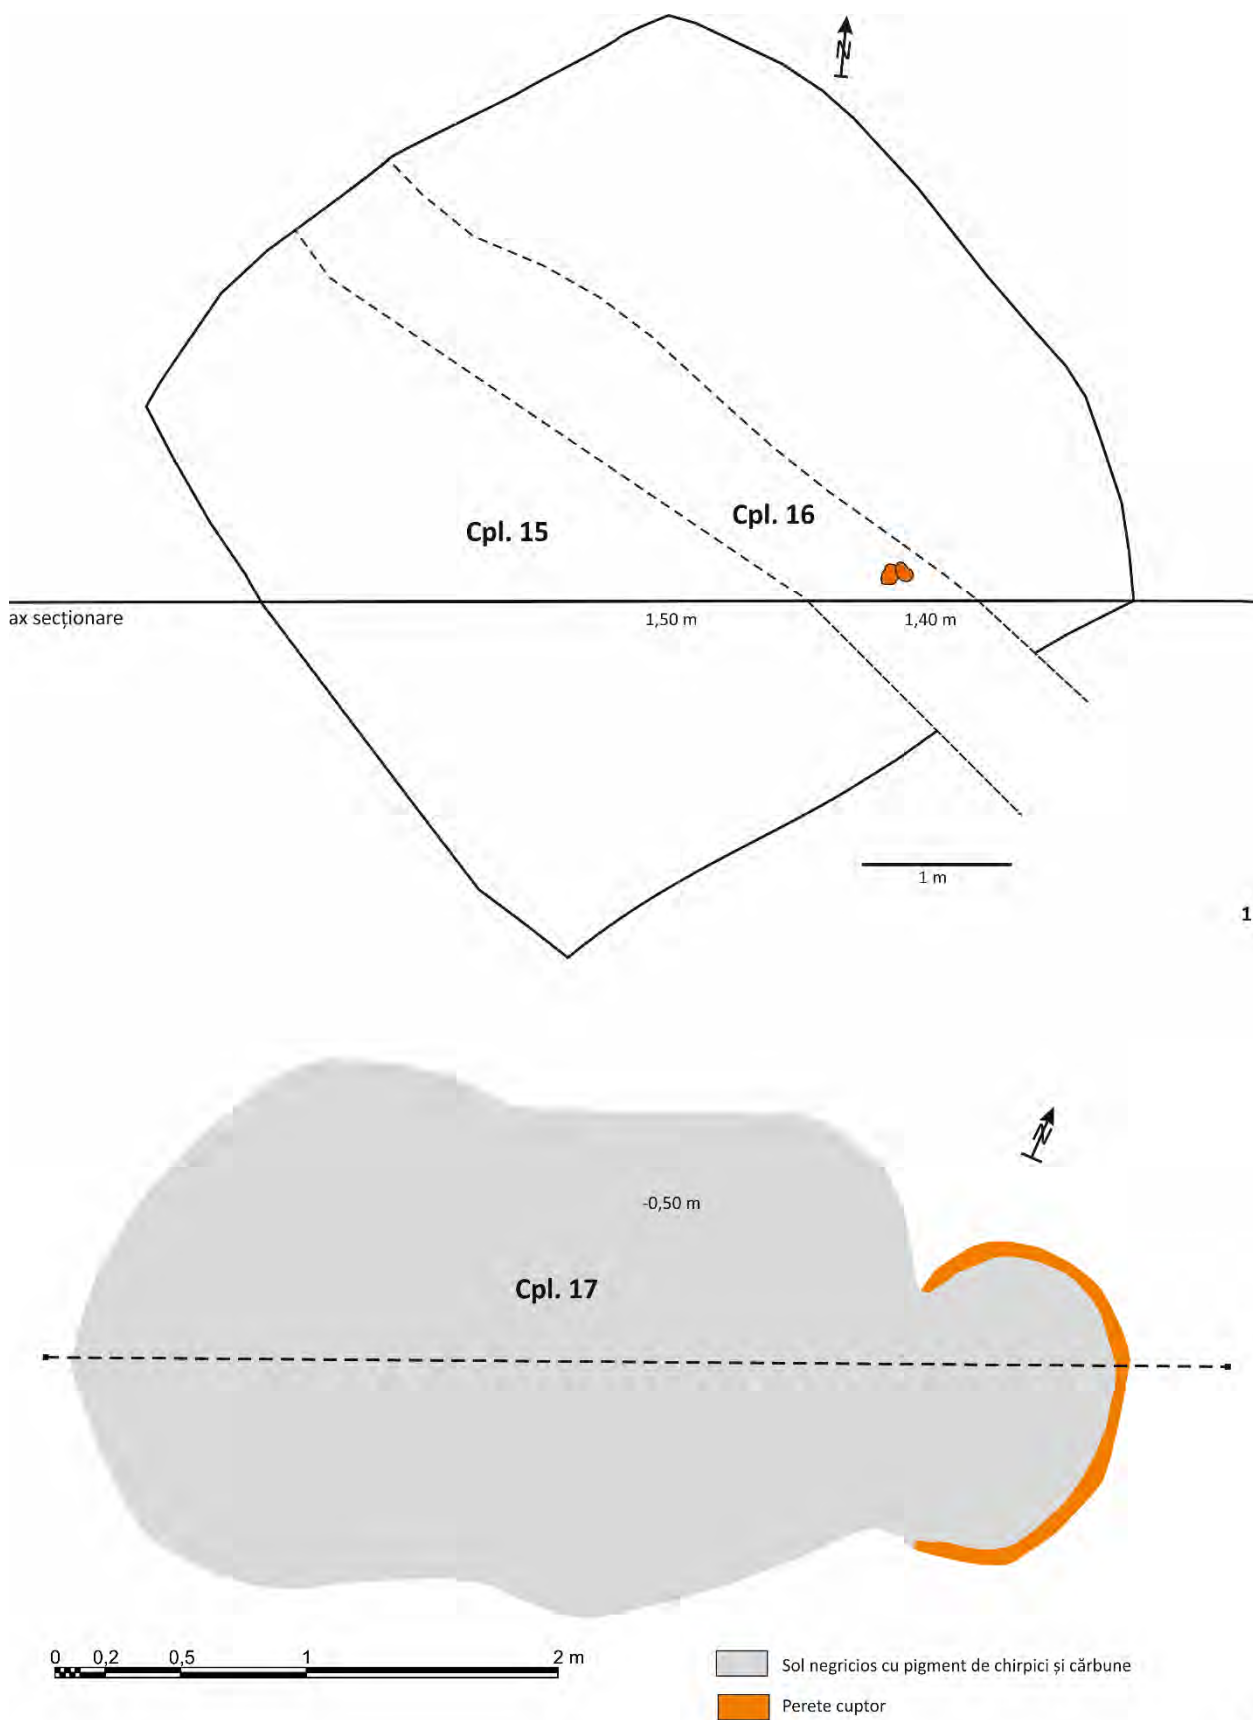 N
Cpl. 16
Cpl. 15
ax secționare
1,50 m
1,40 m
1 m
1
N
-0,50 m
Cpl. 17
0 0,2 0,5 1 2 m
Sol negricios cu pigment de chirpici și cărbune
Perete cuptor